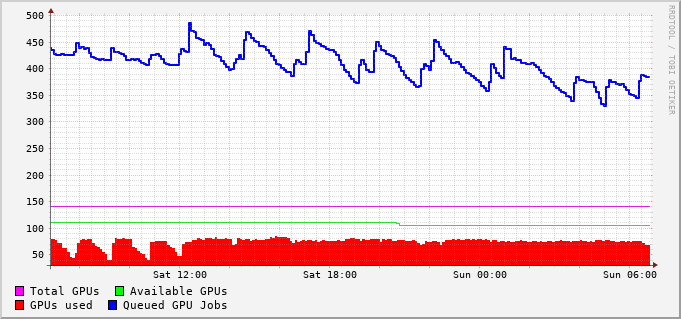 500
450
400
350
300
250
200
150
100
50
Sat 12:00 Sat 18:00 Sun 00:00 Sun 06:00
Total GPUs Available GPUs
GPUs used Queued GPU Jobs
RRDTOOL / TOBI OETIKER